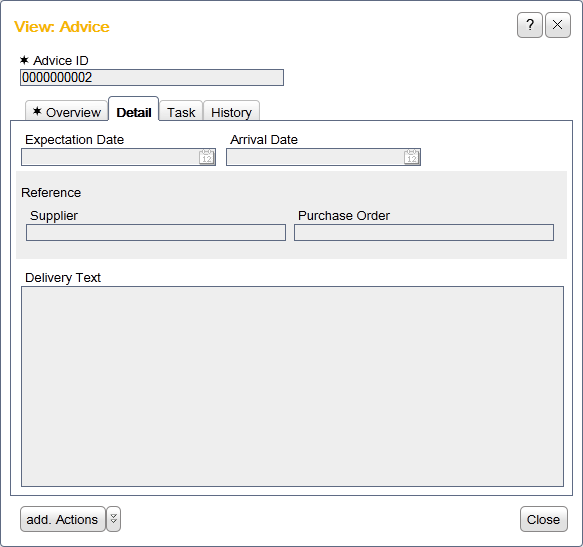 View: Advice
?
✶ Advice ID
0000000002
✶ Overview Detail Task History
Expectation Date Arrival Date
12 12
Reference
Supplier Purchase Order
Delivery Text
add. Actions Close